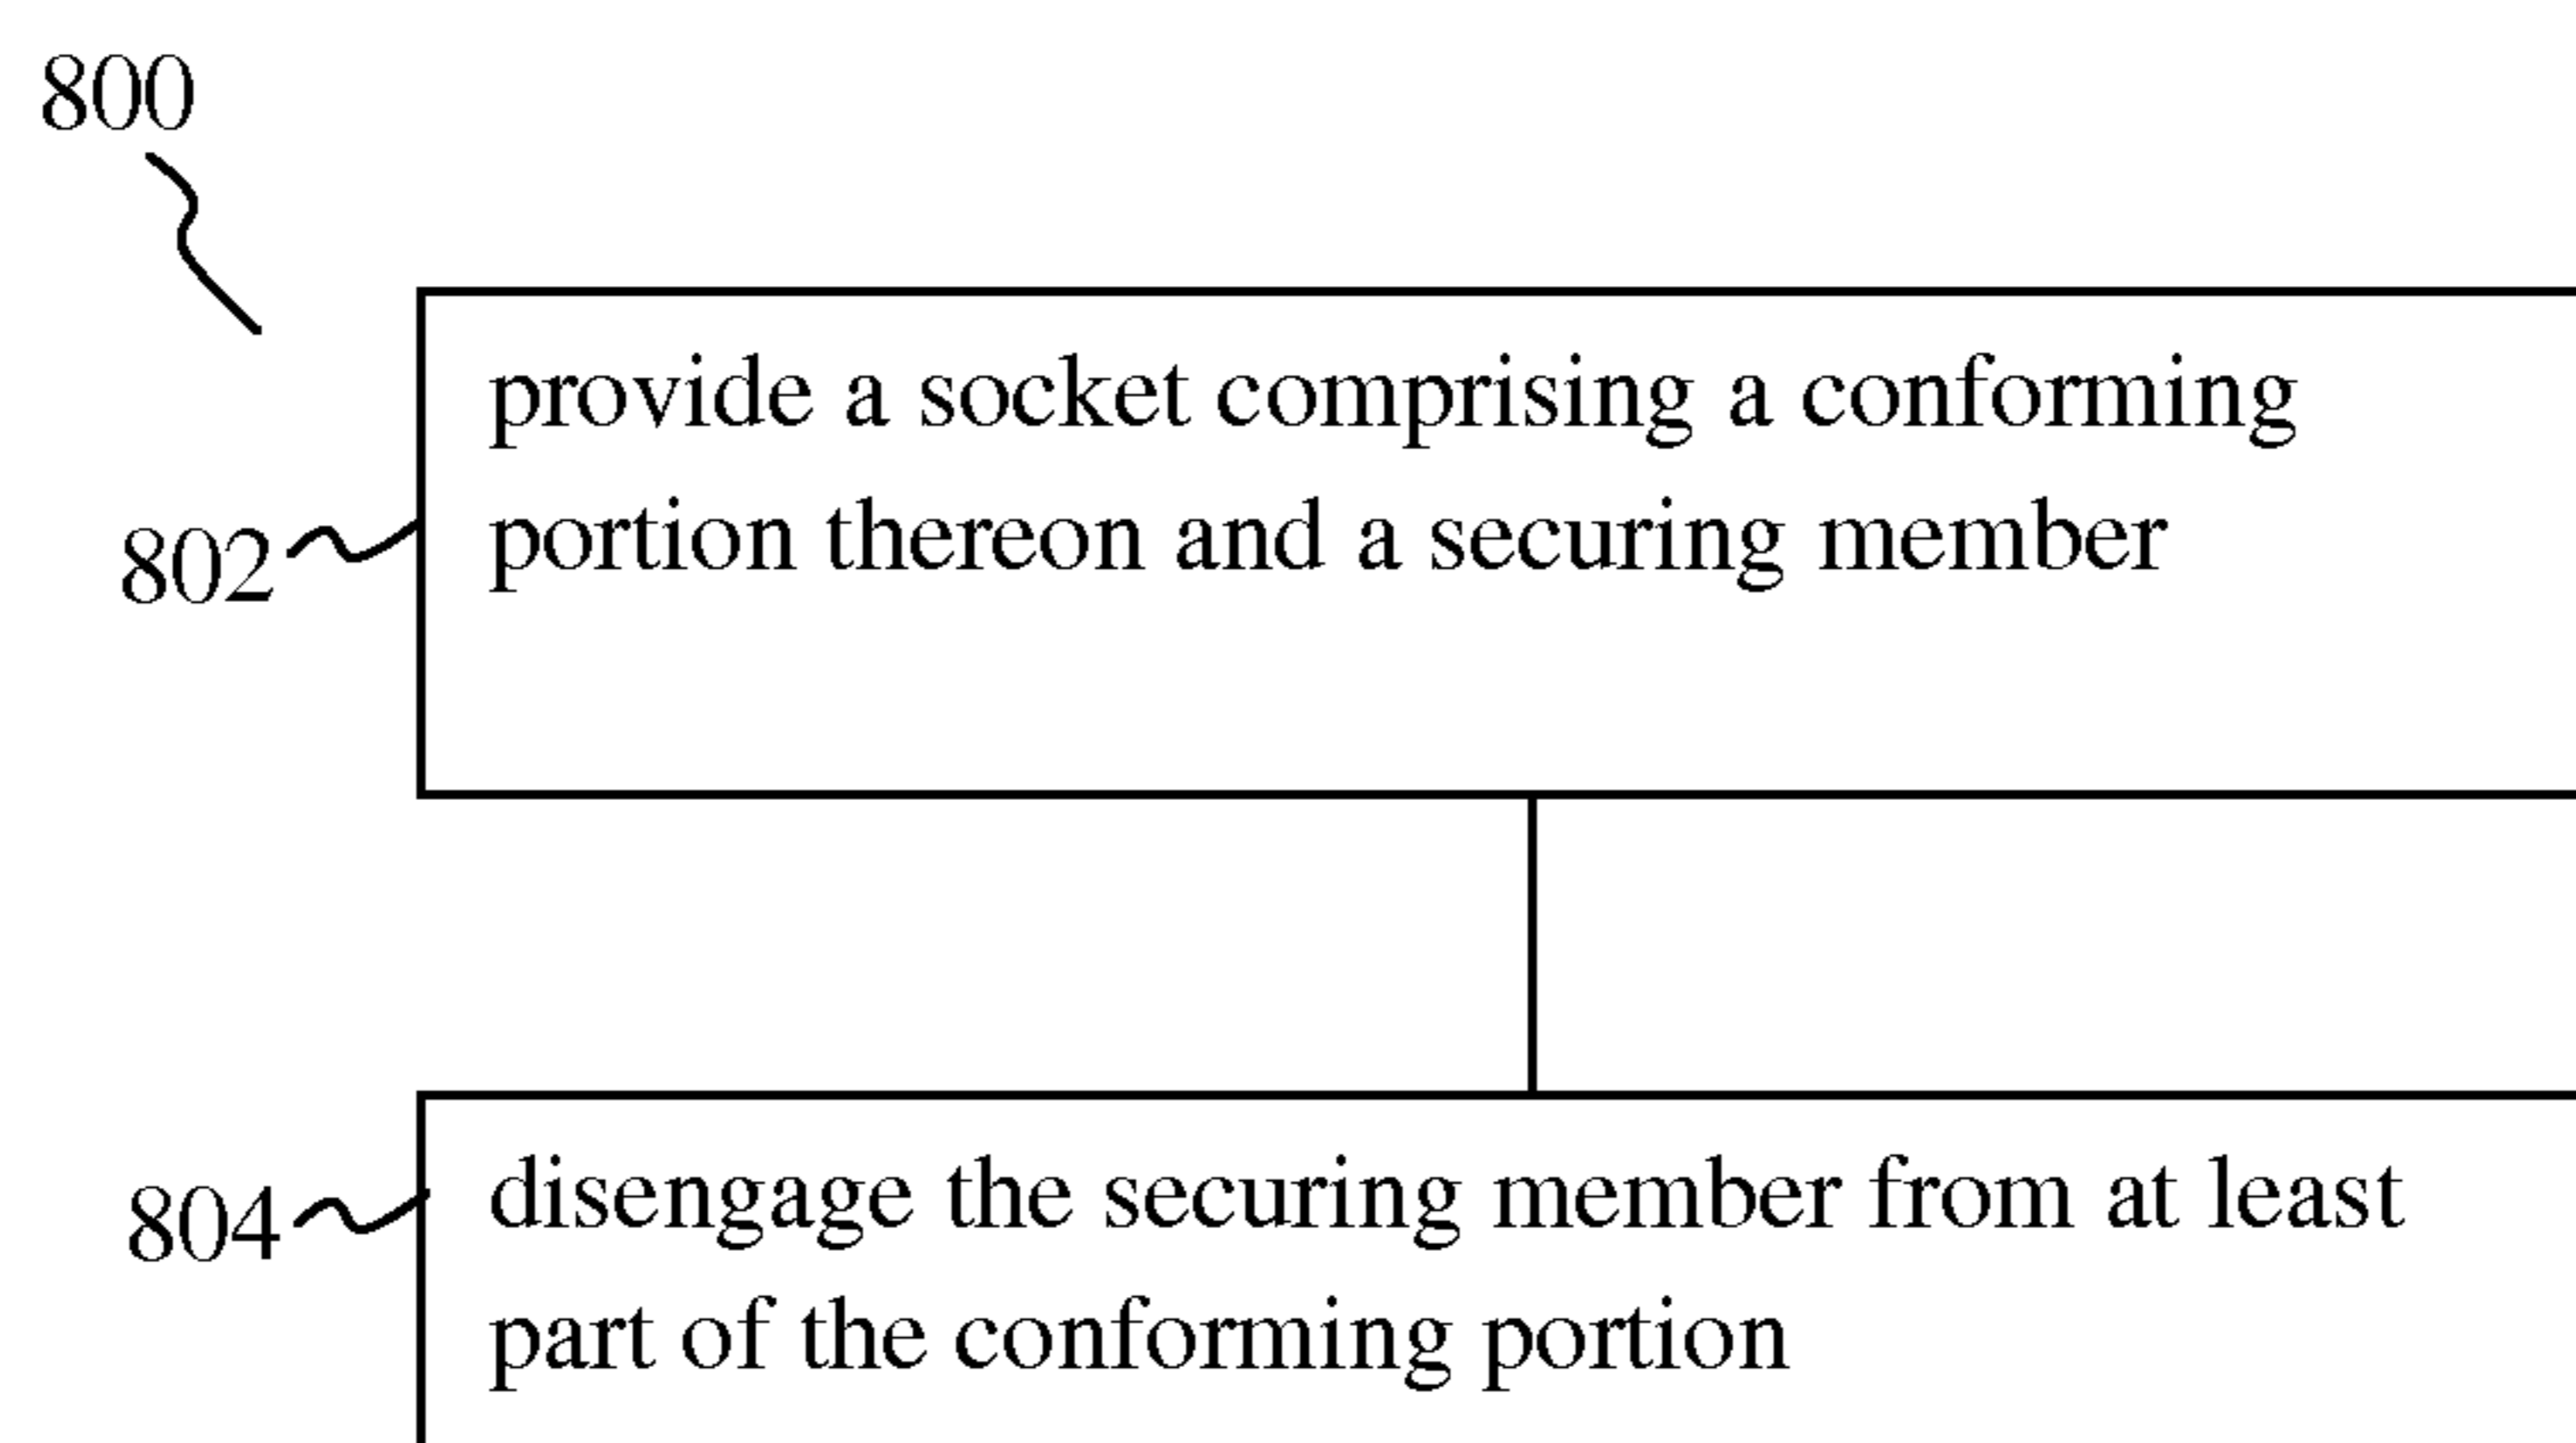 800
provide a socket comprising a conforming
portion thereon and a securing member
802
disengage the securing member from at least
part of the conforming portion
804